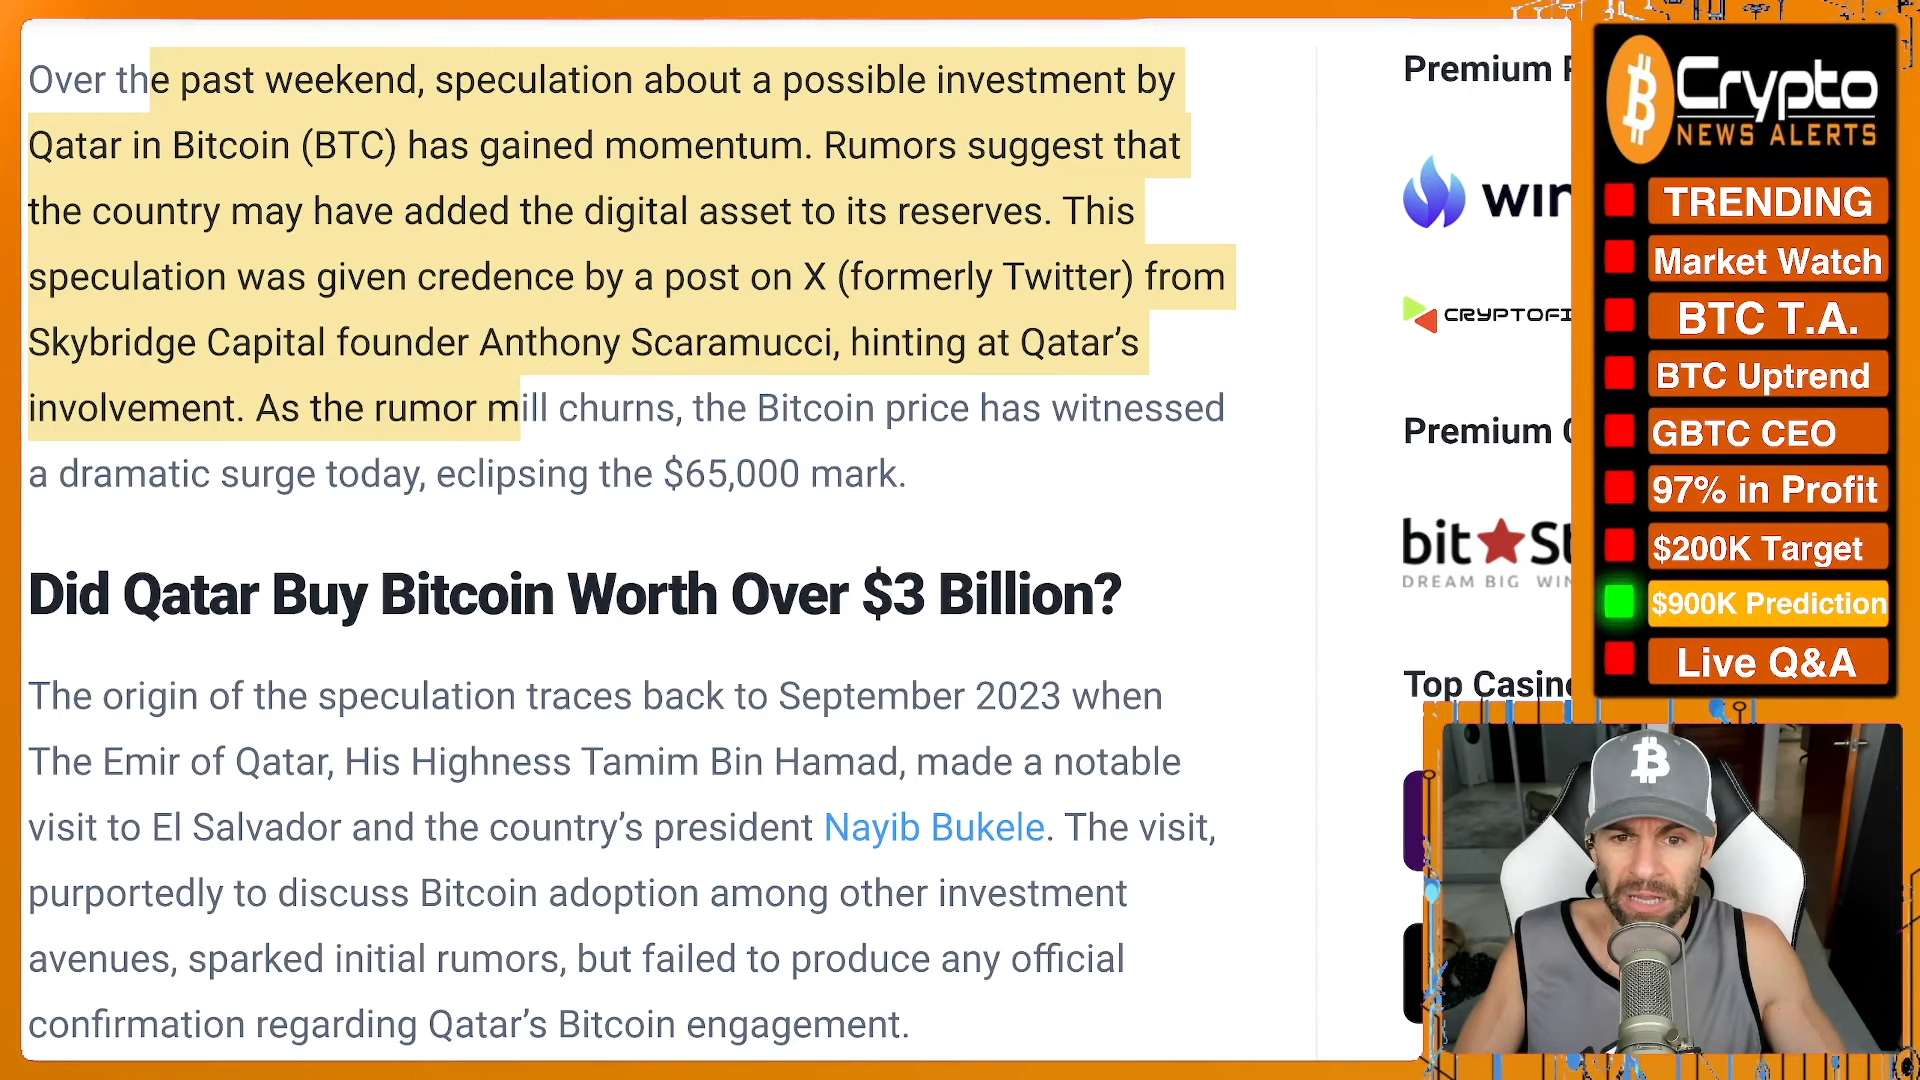 Over the past weekend, speculation about a possible investment by
Qatar in Bitcoin (BTC) has gained momentum. Rumors suggest that
the country may have added the digital asset to its reserves. This
speculation was given credence by a post on X (formerly Twitter) from
Skybridge Capital founder Anthony Scaramucci, hinting at Qatar’s
involvement. As the rumor mill churns, the Bitcoin price has witnessed
a dramatic surge today, eclipsing the $65,000 mark.
Did Qatar Buy Bitcoin Worth Over $3 Billion?
The origin of the speculation traces back to September 2023 when
The Emir of Qatar, His Highness Tamim Bin Hamad, made a notable
visit to El Salvador and the country’s president Nayib Bukele. The visit,
purportedly to discuss Bitcoin adoption among other investment
avenues, sparked initial rumors, but failed to produce any official
confirmation regarding Qatar’s Bitcoin engagement.
Premium
Premium
DREAM BIG
Top
Crypto
NEWS ALERTS
TRENDING
Market Watch
BTC T.A.
BTC Uptrend
GBTC CEO
97% in Profit
$200K Target
$900K Prediction
Live Q&A